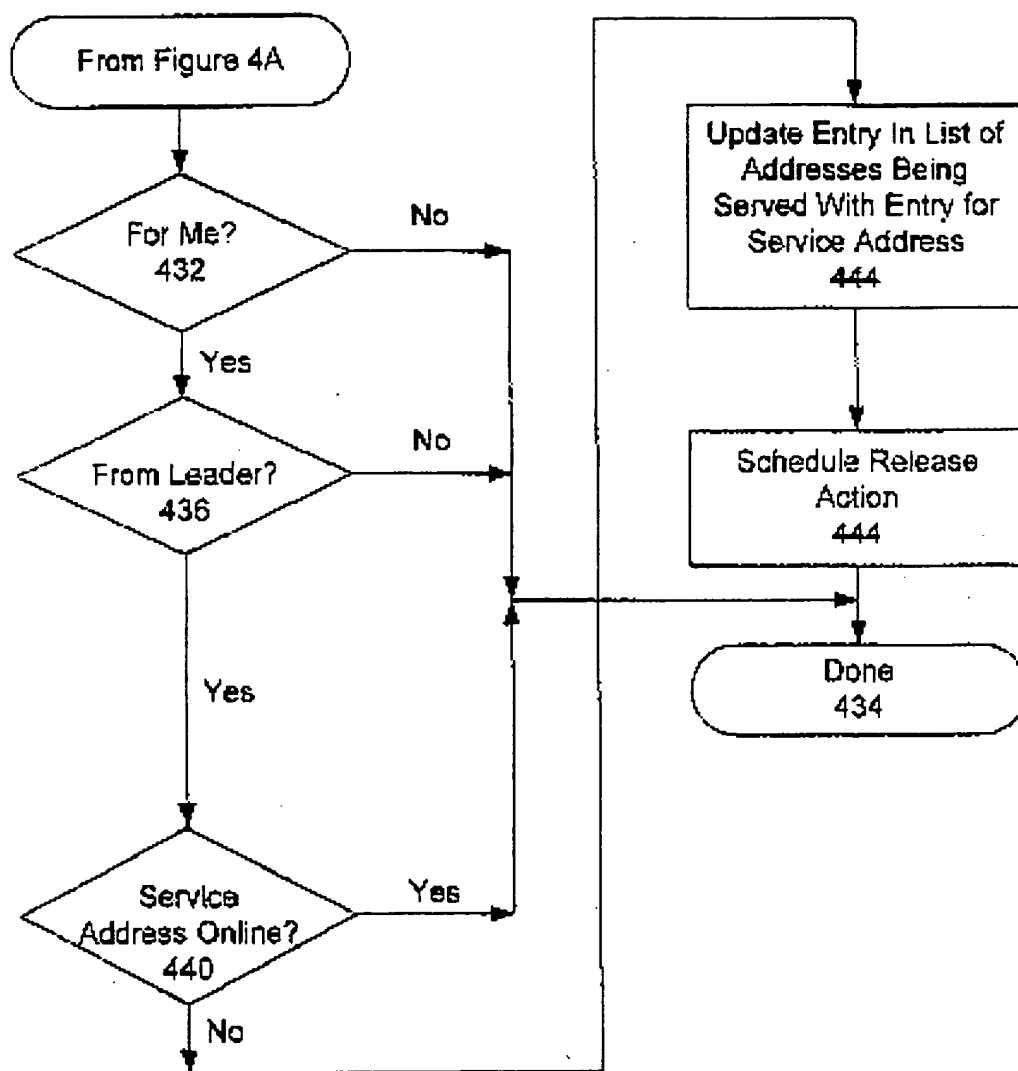 From Figure 4A
For Me?
432
No
Yes
From Leader?
436
No
Yes
Service
Address Online?
440
Yes
No
Update Entry In List of
Addresses Being
Served With Entry for
Service Address
444
Schedule Release
Action
444
Done
434